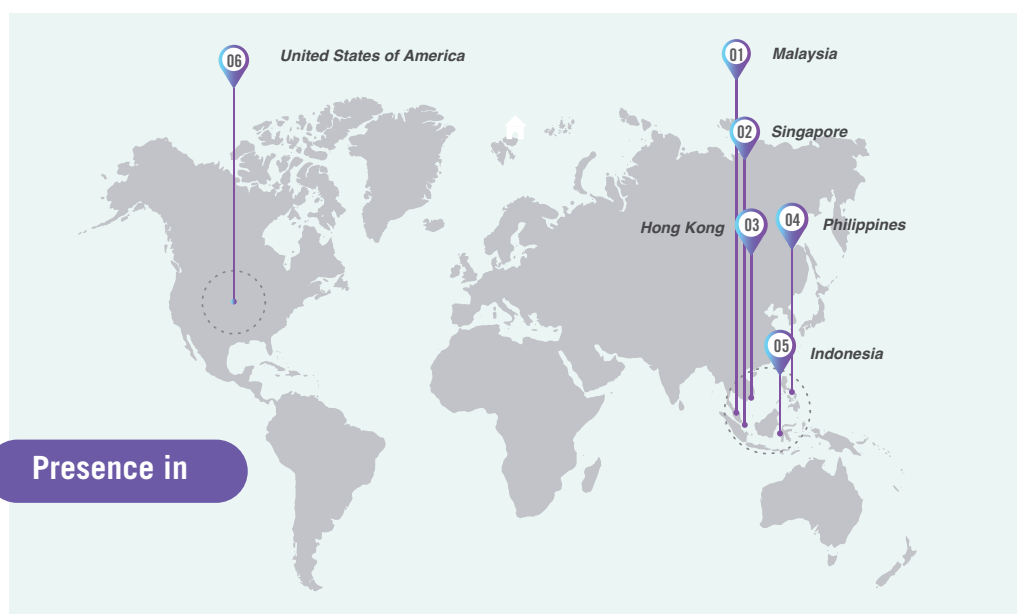 06
United States of America
01
Malaysia
02
Singapore
Hong Kong
03
04
Philippines
05
Indonesia
Presence in